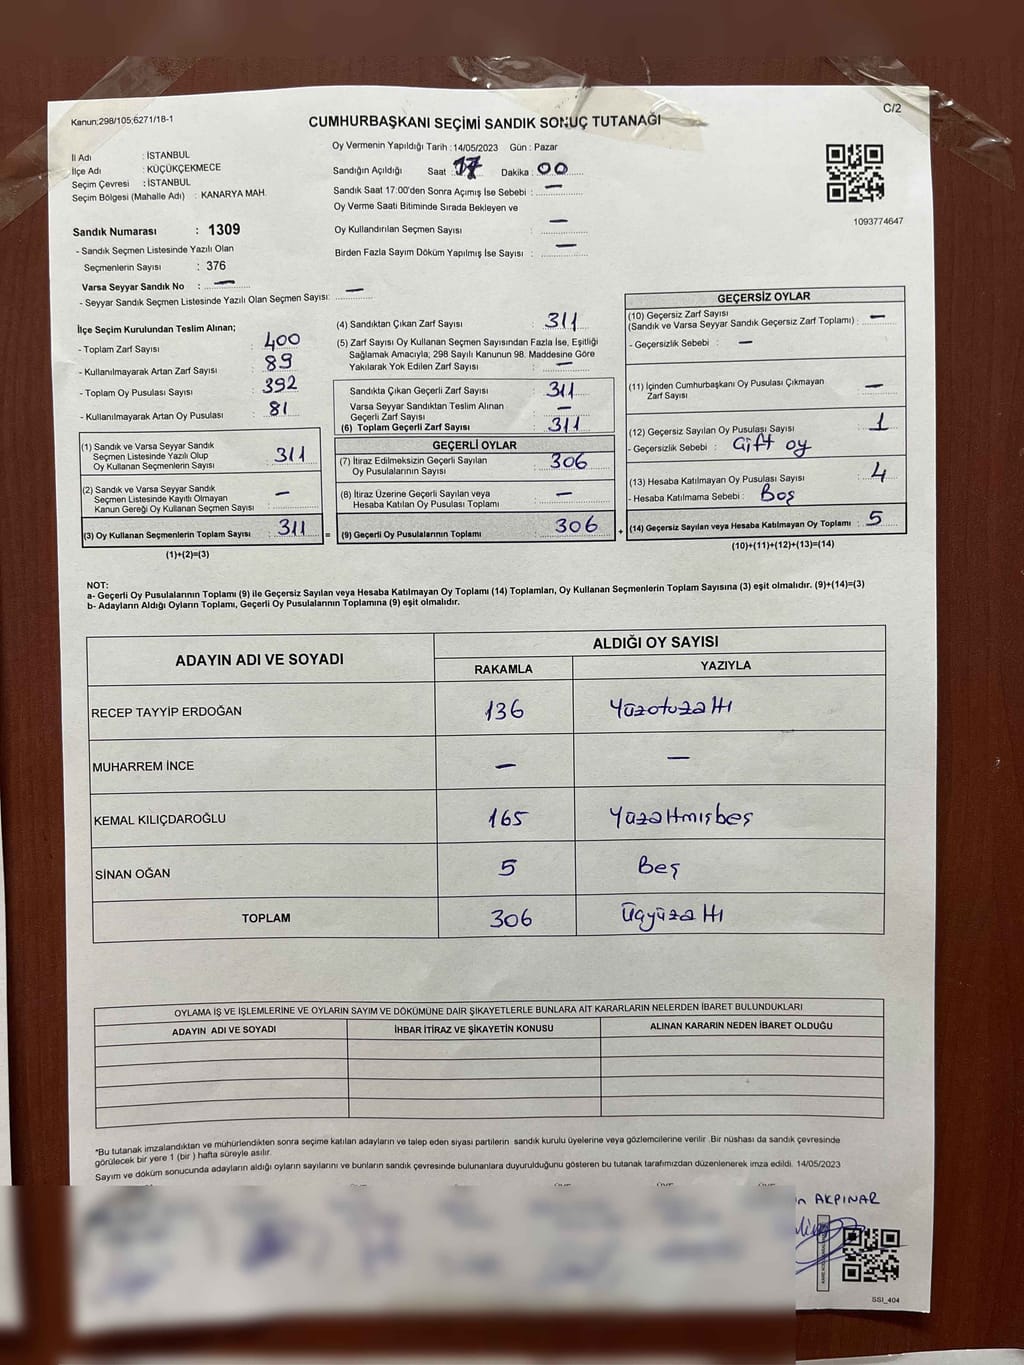 Kanun;298/105;6271/18-1
C/2
CUMHURBAŞKANI SEÇİMİ SANDIK SONUÇ TUTANAĞI
İl Adı : İSTANBUL
İlçe Adı : KÜÇÜKÇEKMECE
Seçim Çevresi : İSTANBUL
Seçim Bölgesi (Mahalle Adı) : KANARYA MAH.
Oy Vermenin Yapıldığı Tarih : 14/05/2023 Gün : Pazar
Sandığın Açıldığı Saat : 17 Dakika : 00
Sandık Saat 17:00'den Sonra Açımış İse Sebebi : —
Oy Verme Saati Bitiminde Sırada Bekleyen ve
Oy Kullandırılan Seçmen Sayısı : —
Birden Fazla Sayım Döküm Yapılmış İse Sayısı : —
1093774647
Sandık Numarası : 1309
- Sandık Seçmen Listesinde Yazılı Olan
Seçmenlerin Sayısı : 376
Varsa Seyyar Sandık No : —
- Seyyar Sandık Seçmen Listesinde Yazılı Olan Seçmen Sayısı: —
İlçe Seçim Kurulundan Teslim Alınan;
- Toplam Zarf Sayısı : 400
- Kullanılmayarak Artan Zarf Sayısı : 89
- Toplam Oy Pusulası Sayısı : 392
- Kullanılmayarak Artan Oy Pusulası : 81
(1) Sandık ve Varsa Seyyar Sandık
Seçmen Listesinde Yazılı Olup
Oy Kullanan Seçmenlerin Sayısı : 311
(2) Sandık ve Varsa Seyyar Sandık
Seçmen Listesinde Kayıtlı Olmayan
Kanun Gereği Oy Kullanan Seçmen Sayısı : —
(3) Oy Kullanan Seçmenlerin Toplam Sayısı : 311
(1)+(2)=(3)
(4) Sandıktan Çıkan Zarf Sayısı : 311
(5) Zarf Sayısı Oy Kullanan Seçmen Sayısından Fazla İse, Eşitliği
Sağlamak Amacıyla; 298 Sayılı Kanunun 98. Maddesine Göre
Yakılarak Yok Edilen Zarf Sayısı : —
Sandıkta Çıkan Geçerli Zarf Sayısı : 311
Varsa Seyyar Sandıktan Teslim Alınan
Geçerli Zarf Sayısı : —
(6) Toplam Geçerli Zarf Sayısı : 311
GEÇERLİ OYLAR
(7) İtiraz Edilmeksizin Geçerli Sayılan
Oy Pusulalarının Sayısı : 306
(8) İtiraz Üzerine Geçerli Sayılan veya
Hesaba Katılan Oy Pusulası Toplamı : —
= (9) Geçerli Oy Pusulalarının Toplamı : 306 +
GEÇERSİZ OYLAR
(10) Geçersiz Zarf Sayısı
(Sandık ve Varsa Seyyar Sandık Geçersiz Zarf Toplamı) : —
- Geçersizlik Sebebi : —
(11) İçinden Cumhurbaşkanı Oy Pusulası Çıkmayan
Zarf Sayısı : —
(12) Geçersiz Sayılan Oy Pusulası Sayısı : 1
- Geçersizlik Sebebi : Çift oy
(13) Hesaba Katılmayan Oy Pusulası Sayısı : 4
- Hesaba Katılmama Sebebi : Boş
(14) Geçersiz Sayılan veya Hesaba Katılmayan Oy Toplamı : 5
(10)+(11)+(12)+(13)=(14)
NOT:
a- Geçerli Oy Pusulalarının Toplamı (9) ile Geçersiz Sayılan veya Hesaba Katılmayan Oy Toplamı (14) Toplamları, Oy Kullanan Seçmenlerin Toplam Sayısına (3) eşit olmalıdır. (9)+(14)=(3)
b- Adayların Aldığı Oyların Toplamı, Geçerli Oy Pusulalarının Toplamına (9) eşit olmalıdır.
ADAYIN ADI VE SOYADI ALDIĞI OY SAYISI
RAKAMLA YAZIYLA
RECEP TAYYİP ERDOĞAN 136 Yüzotuzaltı
MUHARREM İNCE — —
KEMAL KILIÇDAROĞLU 165 Yüzaltmışbeş
SİNAN OĞAN 5 Beş
TOPLAM 306 Üçyüzaltı
OYLAMA İŞ VE İŞLEMLERİNE VE OYLARIN SAYIM VE DÖKÜMÜNE DAİR ŞİKAYETLERLE BUNLARA AİT KARARLARIN NELERDEN İBARET BULUNDUKLARI
ADAYIN ADI VE SOYADI İHBAR İTİRAZ VE ŞİKAYETİN KONUSU ALINAN KARARIN NEDEN İBARET OLDUĞU
*Bu tutanak imzalandıktan ve mühürlendikten sonra seçime katılan adayların ve talep eden siyasi partilerin sandık kurulu üyelerine veya gözlemcilerine verilir. Bir nüshası da sandık çevresinde
görülecek bir yere 1 (bir) hafta süreyle asılır.
Sayım ve döküm sonucunda adayların aldığı oyların sayılarını ve bunların sandık çevresinde bulunanlara duyurulduğunu gösteren bu tutanak tarafımızdan düzenlenerek imza edildi. 14/05/2023
AKPINAR
SSI_404